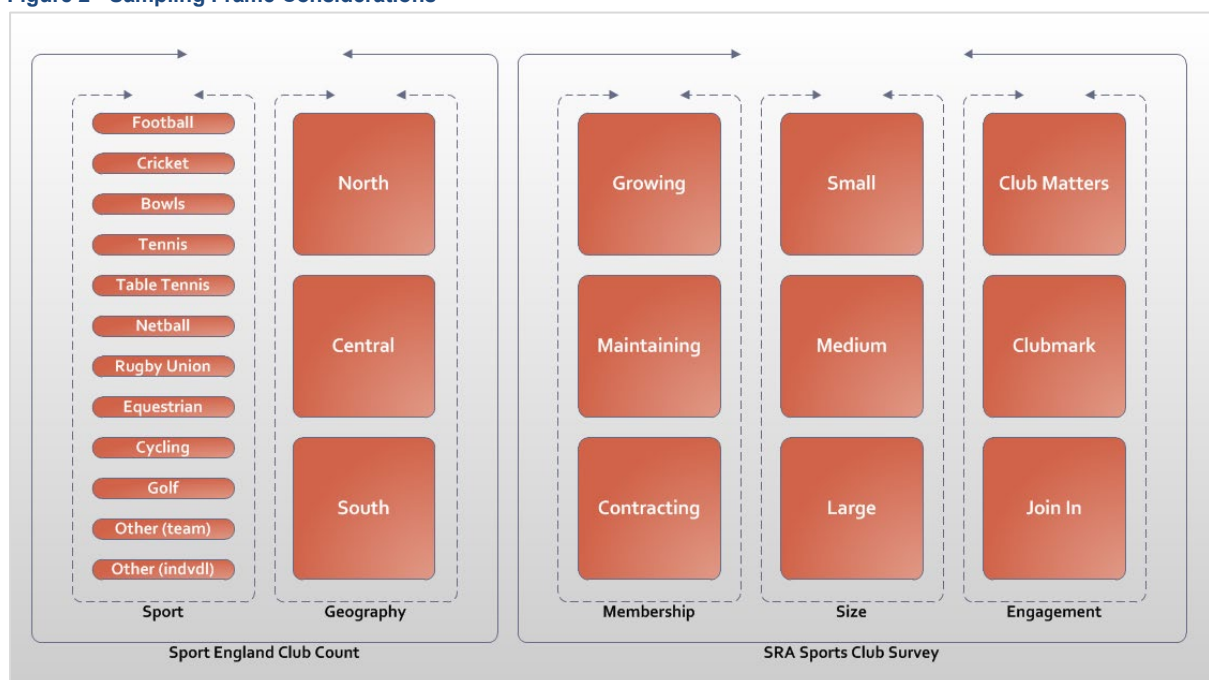 Figure 2 - Sampling Frame Considerations
Football
Cricket
Bowls
Tennis
Table Tennis
Netball
Rugby Union
Equestrian
Cycling
Golf
Other (team)
Other (indvdl)
Sport
North
Central
South
Geography
Sport England Club Count
Growing
Maintaining
Contracting
Membership
Small
Medium
Large
Size
Club Matters
Clubmark
Join In
Engagement
SRA Sports Club Survey